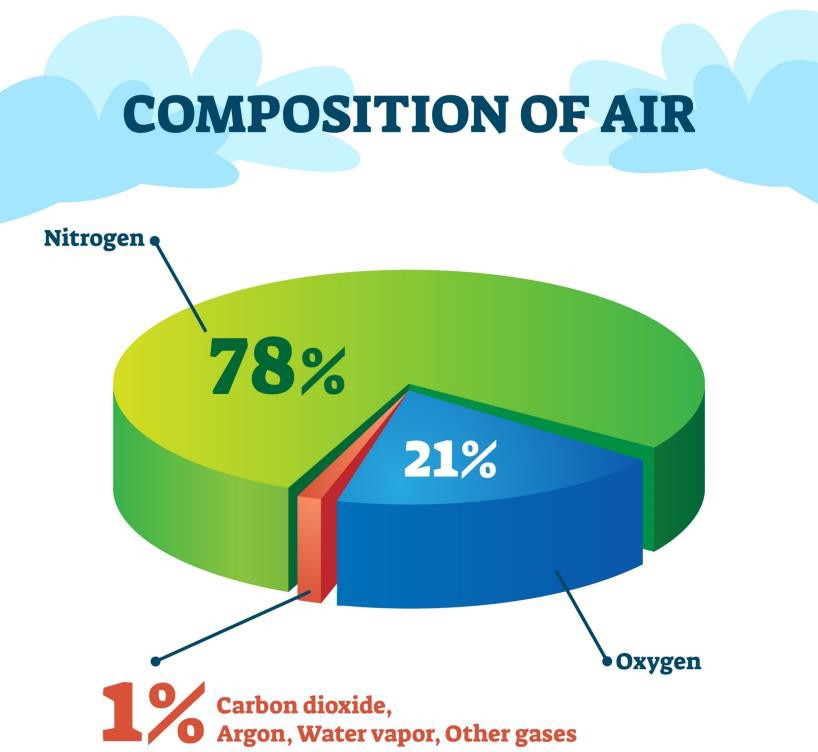 COMPOSITION OF AIR
Nitrogen
78%
21%
Oxygen
1% Carbon dioxide,
Argon, Water vapor, Other gases